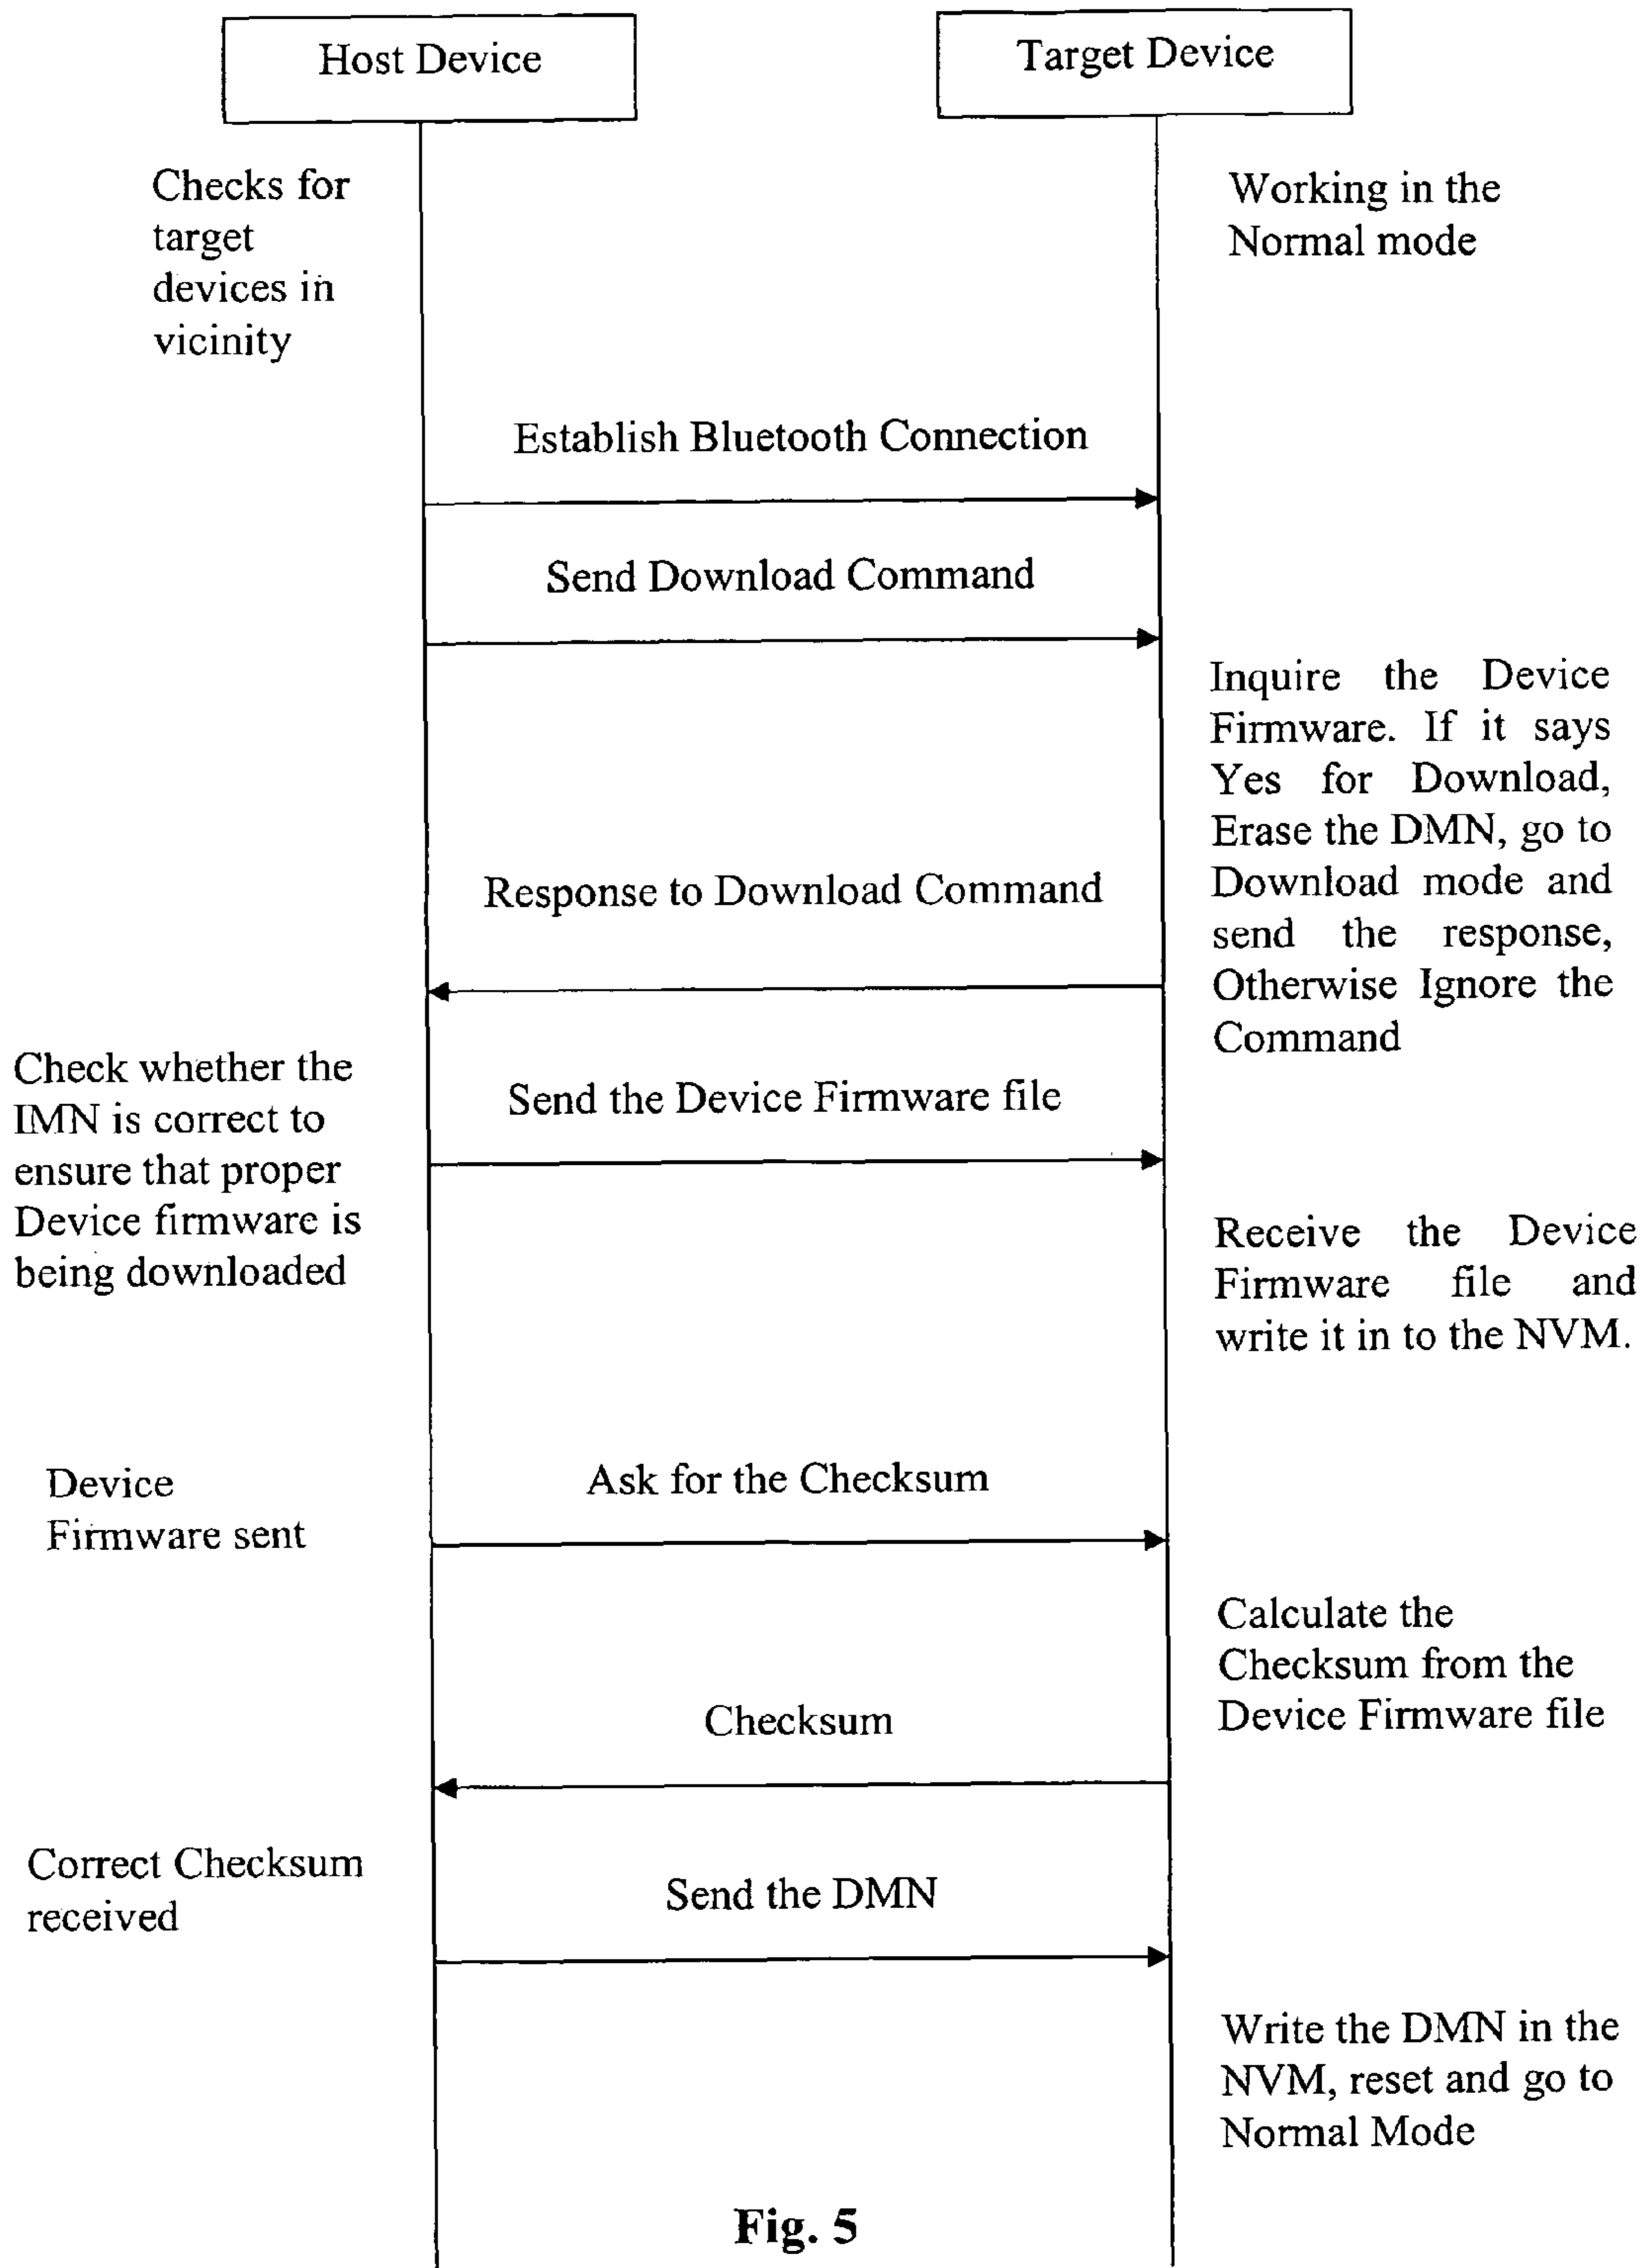 Host Device
Target Device
Checks for
target
devices in
vicinity
Working in the
Normal mode
Establish Bluetooth Connection
Send Download Command
Inquire the Device
Firmware. If it says
Yes for Download,
Erase the DMN, go to
Download mode and
send the response,
Otherwise Ignore the
Command
Response to Download Command
Check whether the
IMN is correct to
ensure that proper
Device firmware is
being downloaded
Send the Device Firmware file
Receive the Device
Firmware file and
write it in to the NVM.
Device
Firmware sent
Ask for the Checksum
Calculate the
Checksum from the
Device Firmware file
Checksum
Correct Checksum
received
Send the DMN
Write the DMN in the
NVM, reset and go to
Normal Mode
Fig. 5